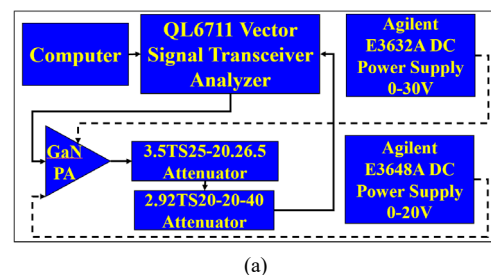 Computer
QL6711 Vector
Signal Transceiver
Analyzer
Agilent
E3632A DC
Power Supply
0-30V
GaN
PA
3.5TS25-20.26.5
Attenuator
2.92TS20-20-40
Attenuator
Agilent
E3648A DC
Power Supply
0-20V
(a)